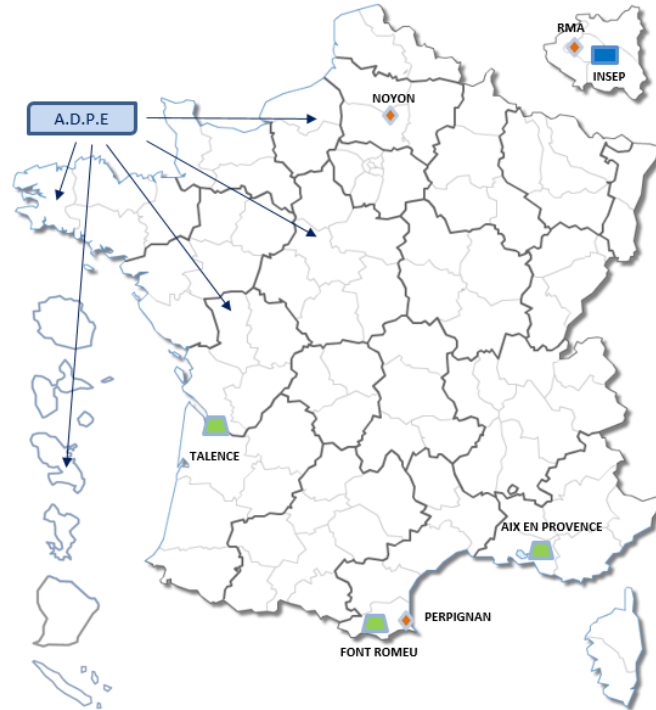 RMA
INSEP
NOYON
A.D.P.E
TALENCE
AIX EN PROVENCE
PERPIGNAN
FONT ROMEU